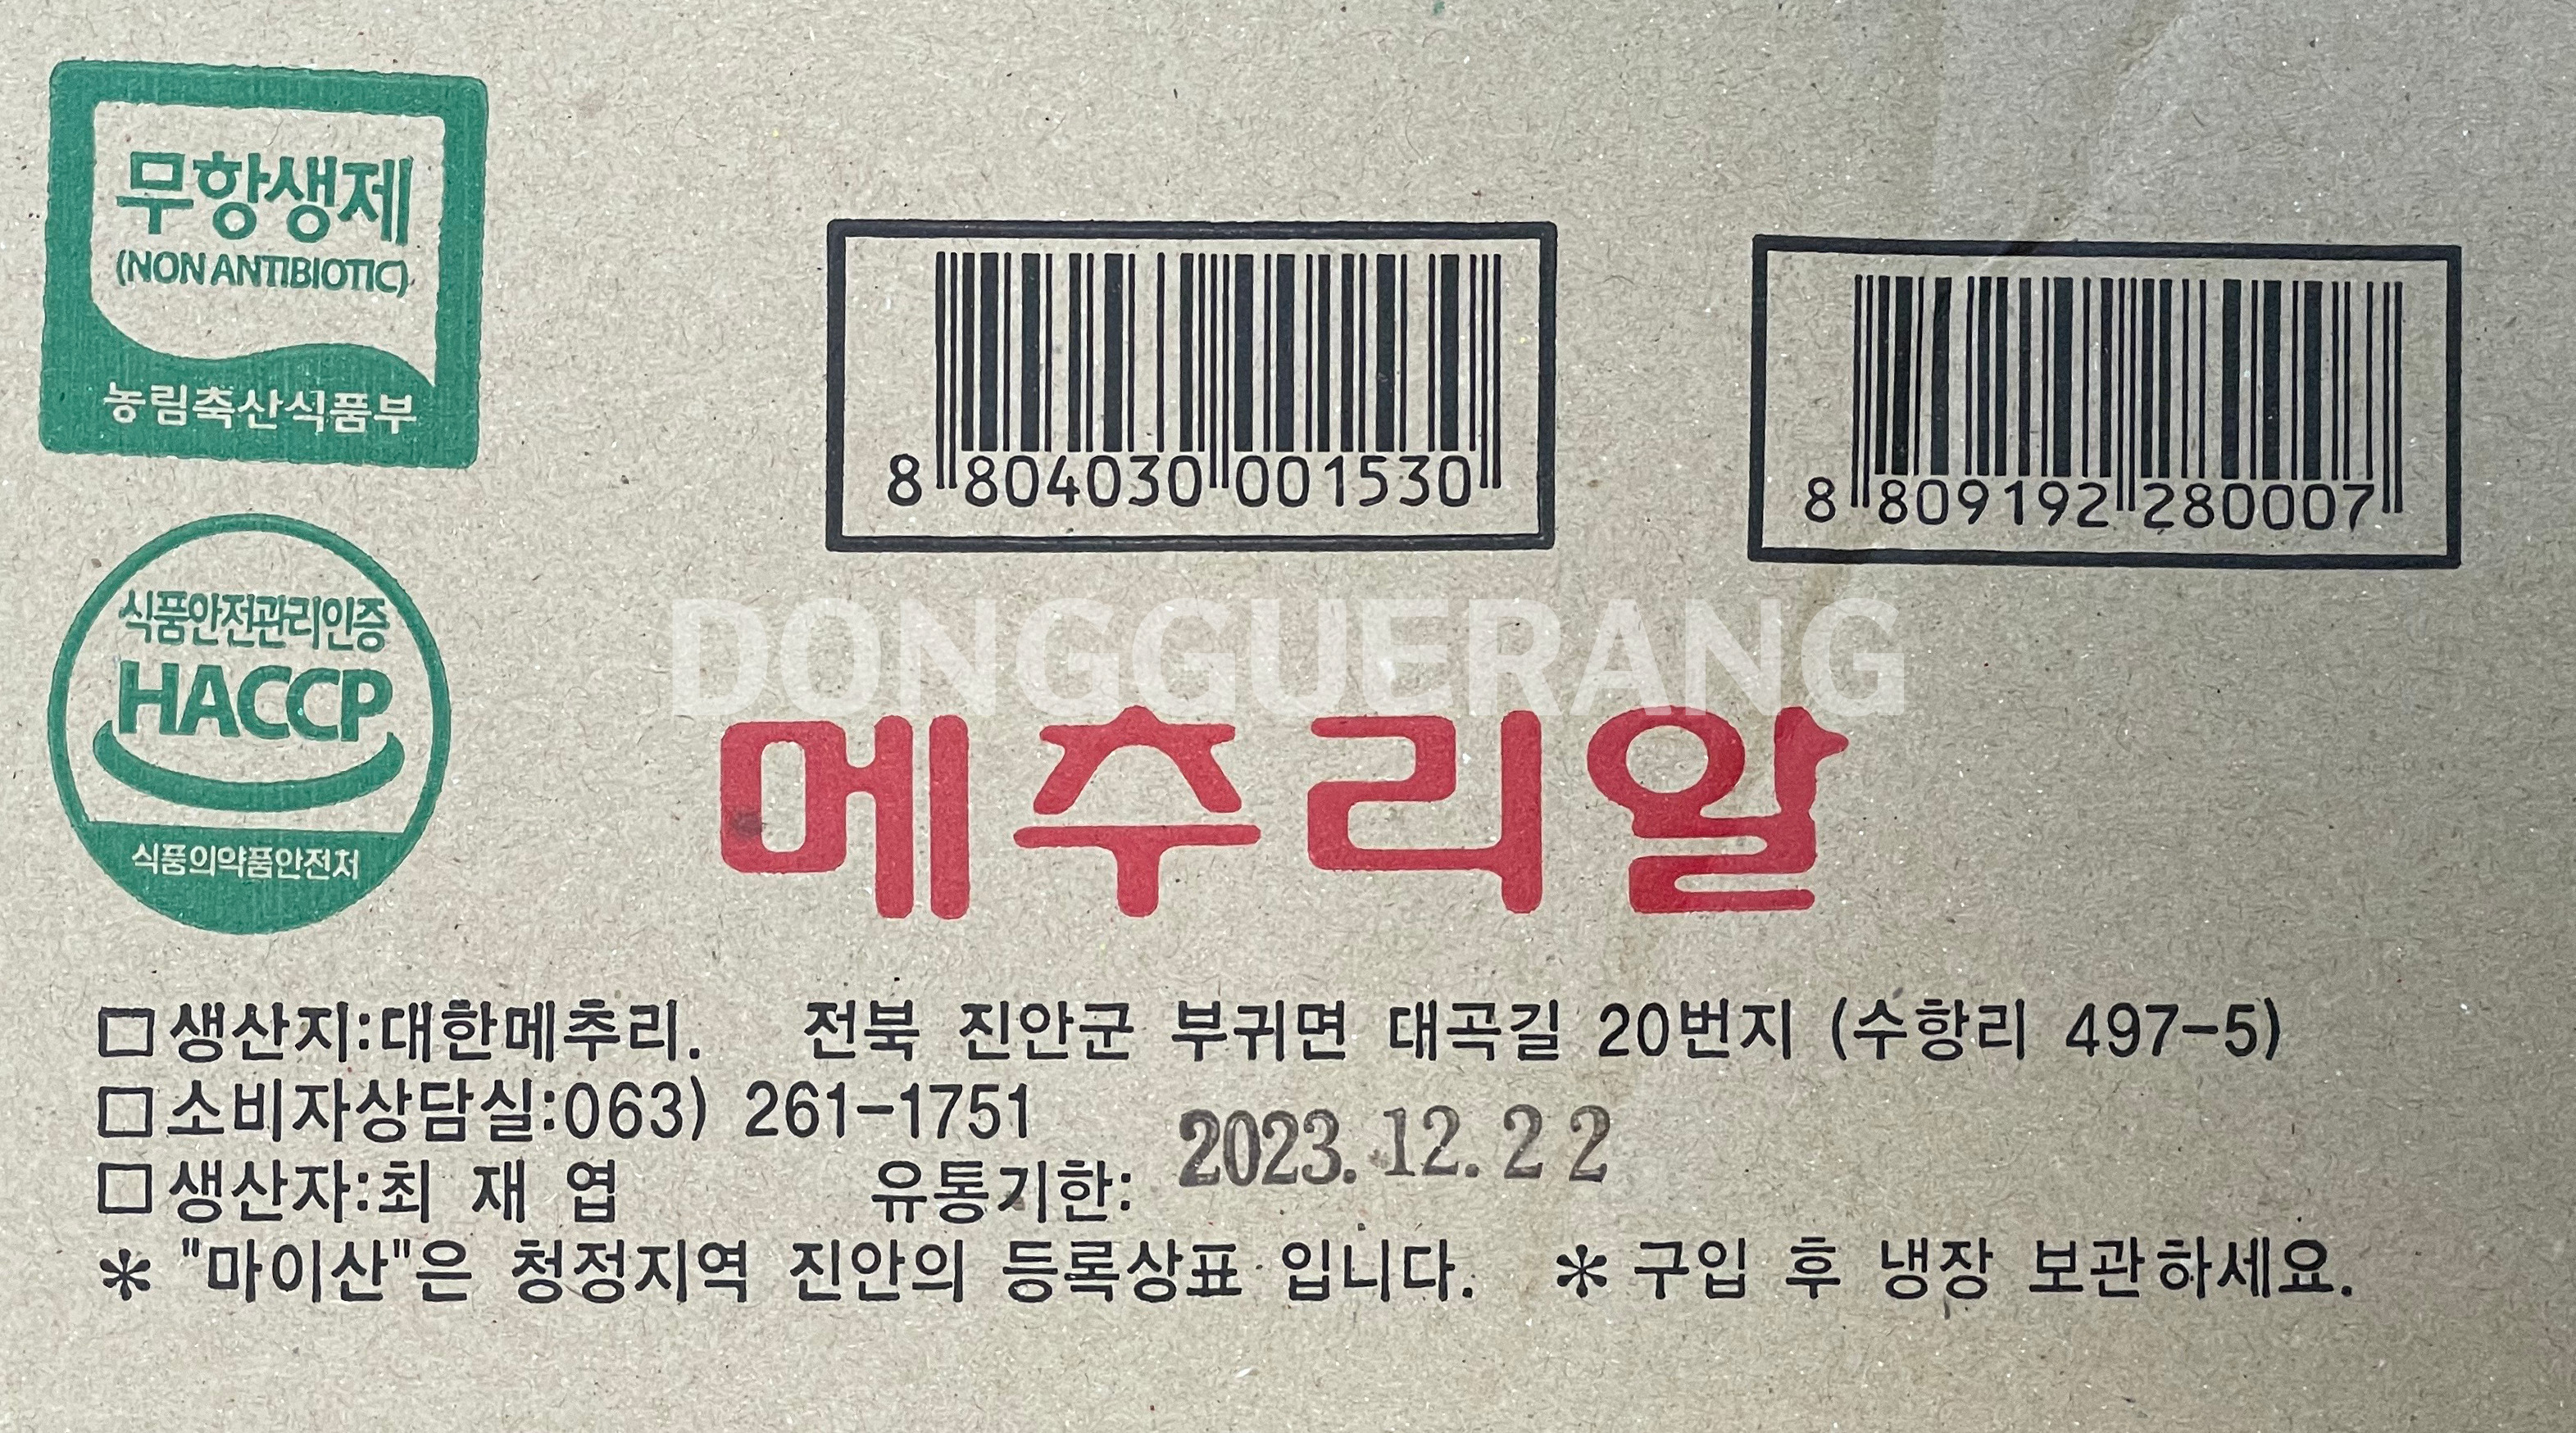 무항생제
(NON ANTIBIOTIC)
농림축산식품부
8 804030 001530
8 809192 280007
식품안전관리인증
HACCP
식품의약품안전처
DONGGUERANG
메추리알
□생산지:대한메추리. 전북 진안군 부귀면 대곡길 20번지 (수항리 497-5)
□소비자상담실:063) 261-1751
□생산자:최 재 엽 유통기한: 2023.12.22
* "마이산"은 청정지역 진안의 등록상표 입니다. * 구입 후 냉장 보관하세요.